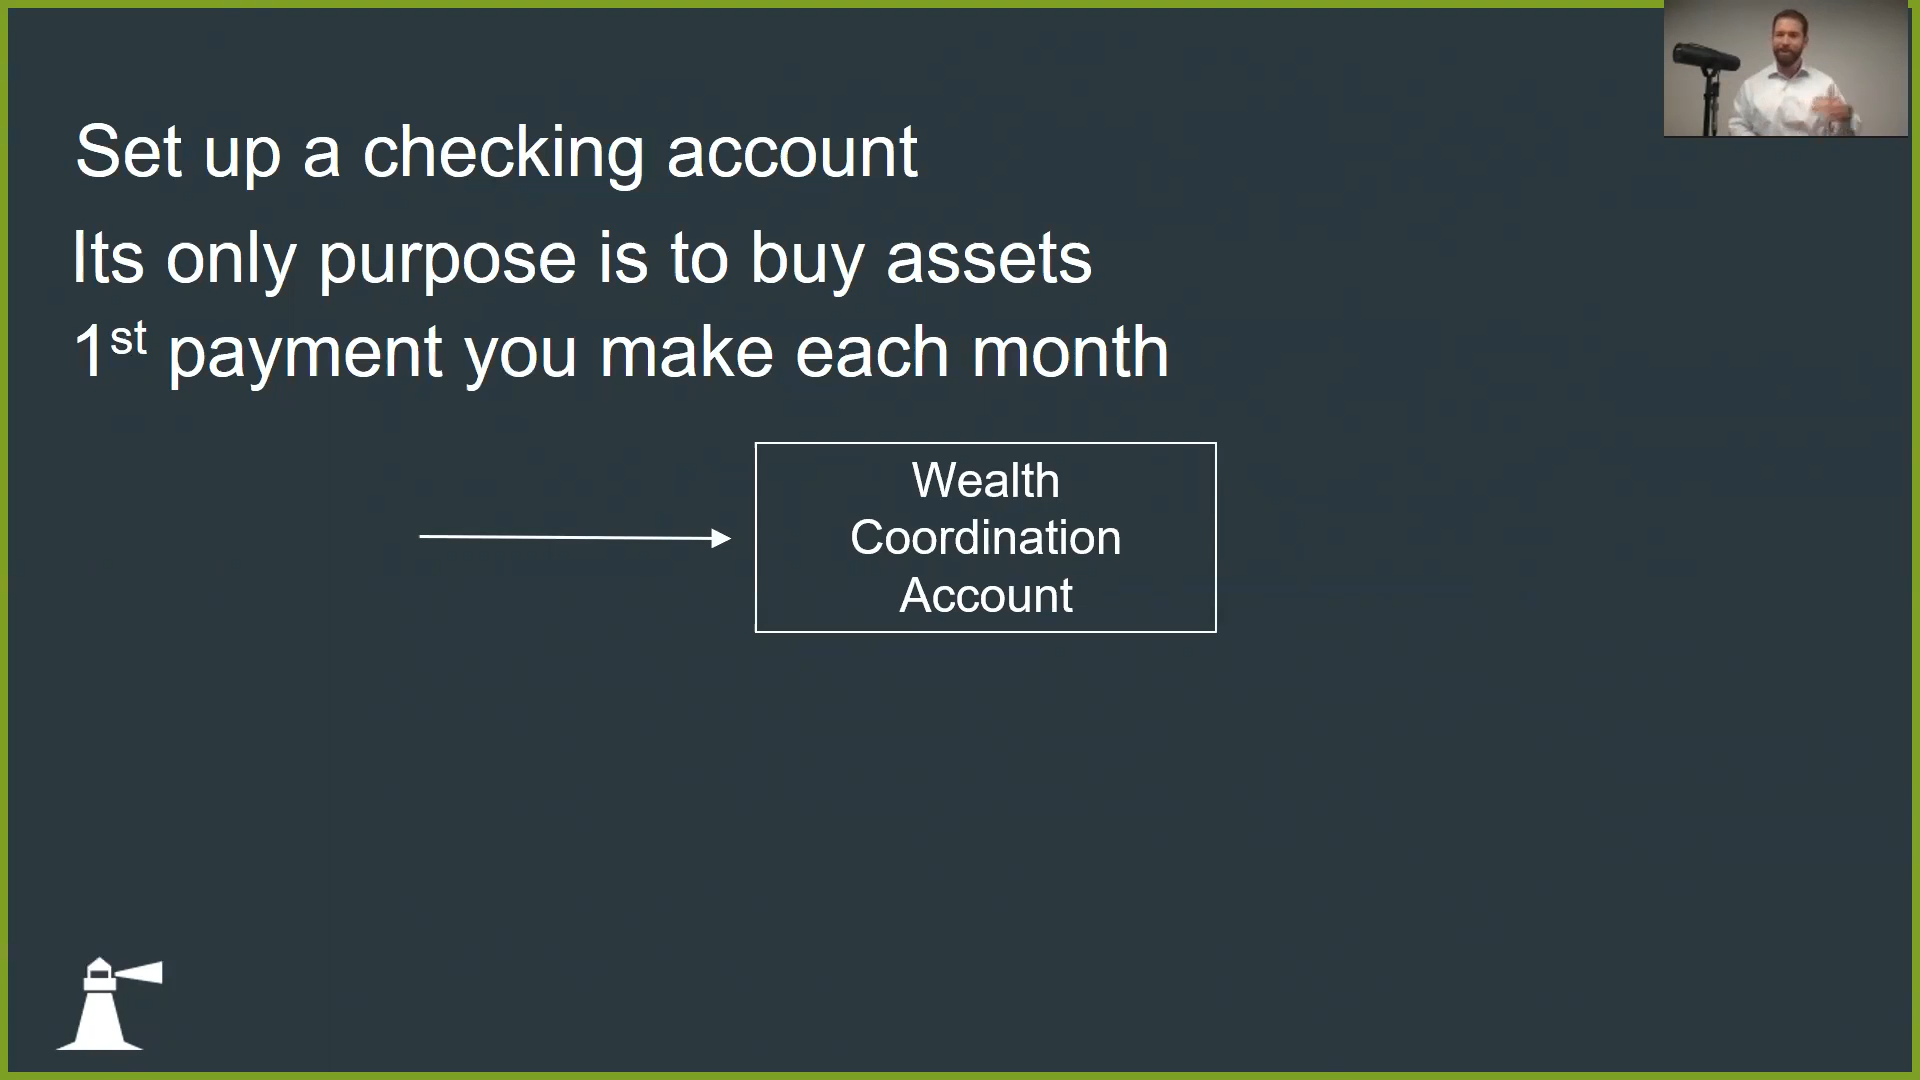 Set up a checking account
Its only purpose is to buy assets
1st payment you make each month
Wealth
Coordination
Account